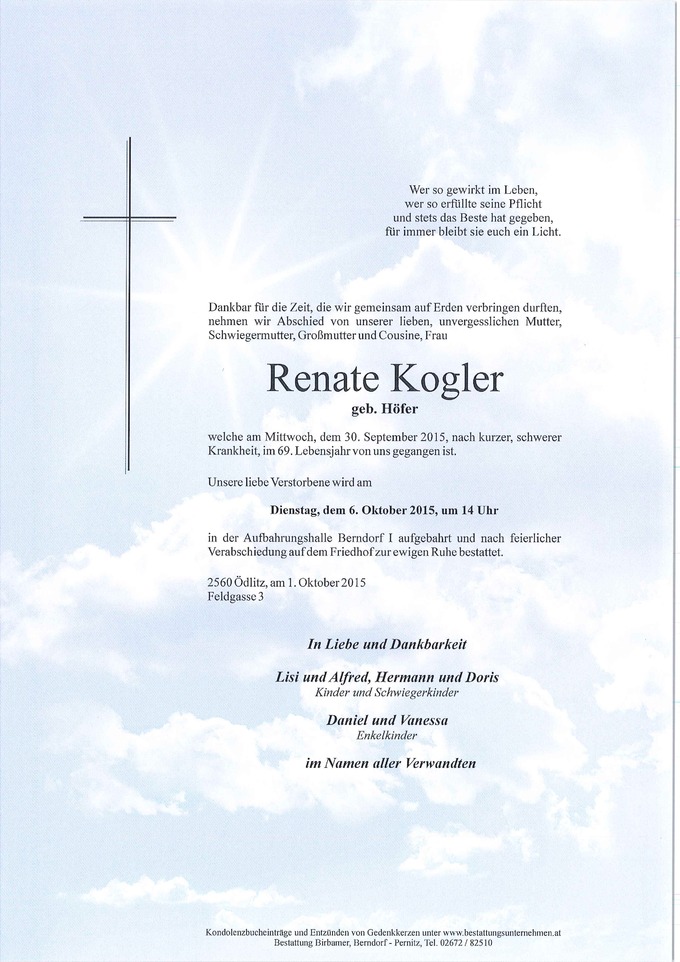 Wer so gewirkt im Leben,
wer so erfüllte seine Pflicht
und stets das Beste hat gegeben,
für immer bleibt sie euch ein Licht.
Dankbar für die Zeit, die wir gemeinsam auf Erden verbringen durften,
nehmen wir Abschied von unserer lieben, unvergesslichen Mutter,
Schwiegermutter, Großmutter und Cousine, Frau
Renate Kogler
geb. Höfer
welche am Mittwoch, dem 30. September 2015, nach kurzer, schwerer
Krankheit, im 69. Lebensjahr von uns gegangen ist.
Unsere liebe Verstorbene wird am
Dienstag, dem 6. Oktober 2015, um 14 Uhr
in der Aufbahrungshalle Berndorf I aufgebahrt und nach feierlicher
Verabschiedung auf dem Friedhof zur ewigen Ruhe bestattet.
2560 Ödlitz, am 1. Oktober 2015
Feldgasse 3
In Liebe und Dankbarkeit
Lisi und Alfred, Hermann und Doris
Kinder und Schwiegerkinder
Daniel und Vanessa
Enkelkinder
im Namen aller Verwandten
Kondolenzbucheinträge und Entzünden von Gedenkkerzen unter www.bestattungsunternehmen.at
Bestattung Birbamer, Berndorf - Pernitz, Tel. 02672 / 82510